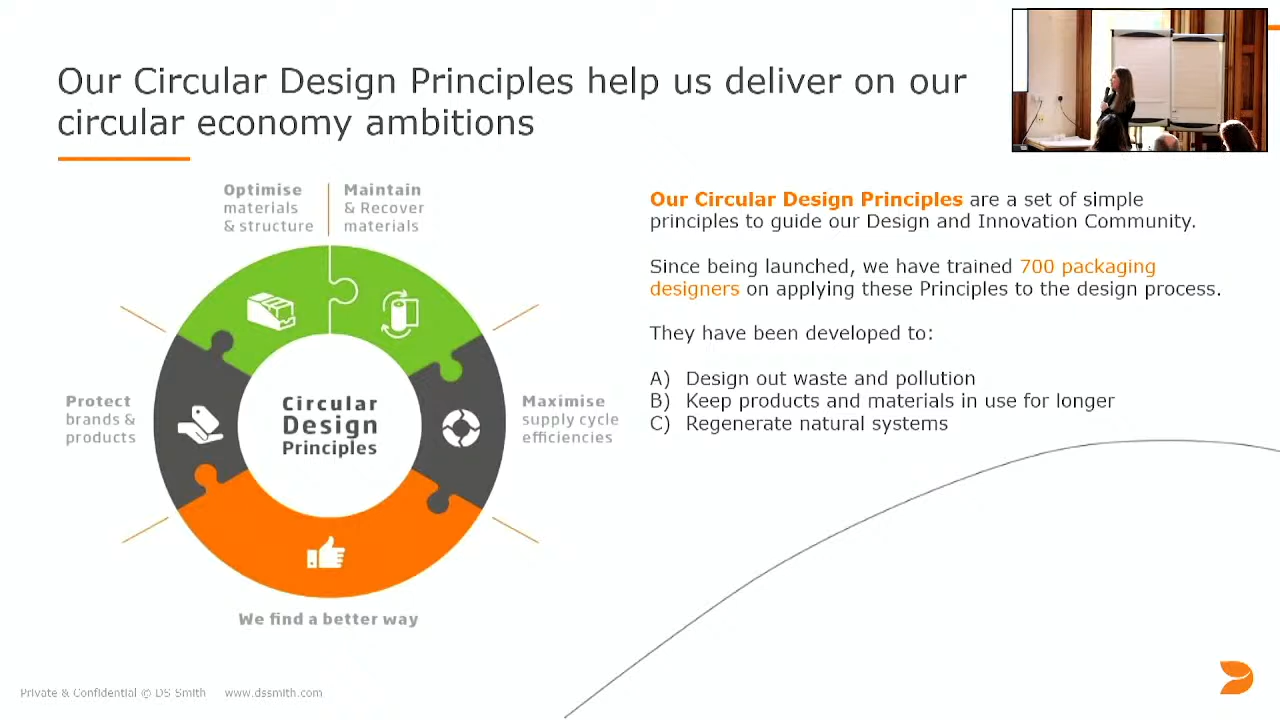 Our Circular Design Principles help us deliver on our
circular economy ambitions
Optimise
materials
& structure
Maintain
& Recover
materials
Protect
brands &
products
Circular
Design
Principles
Maximise
supply cycle
efficiencies
We find a better way
Our Circular Design Principles are a set of simple
principles to guide our Design and Innovation Community.
Since being launched, we have trained 700 packaging
designers on applying these Principles to the design process.
They have been developed to:
A) Design out waste and pollution
B) Keep products and materials in use for longer
C) Regenerate natural systems
Private & Confidential © DS Smith www.dssmith.com